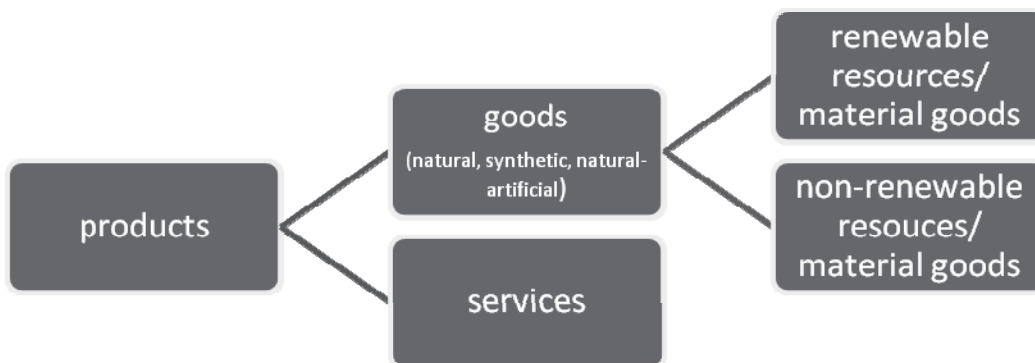 products
goods
(natural, synthetic, natural-
artificial)
services
renewable
resources/
material goods
non-renewable
resouces/
material goods